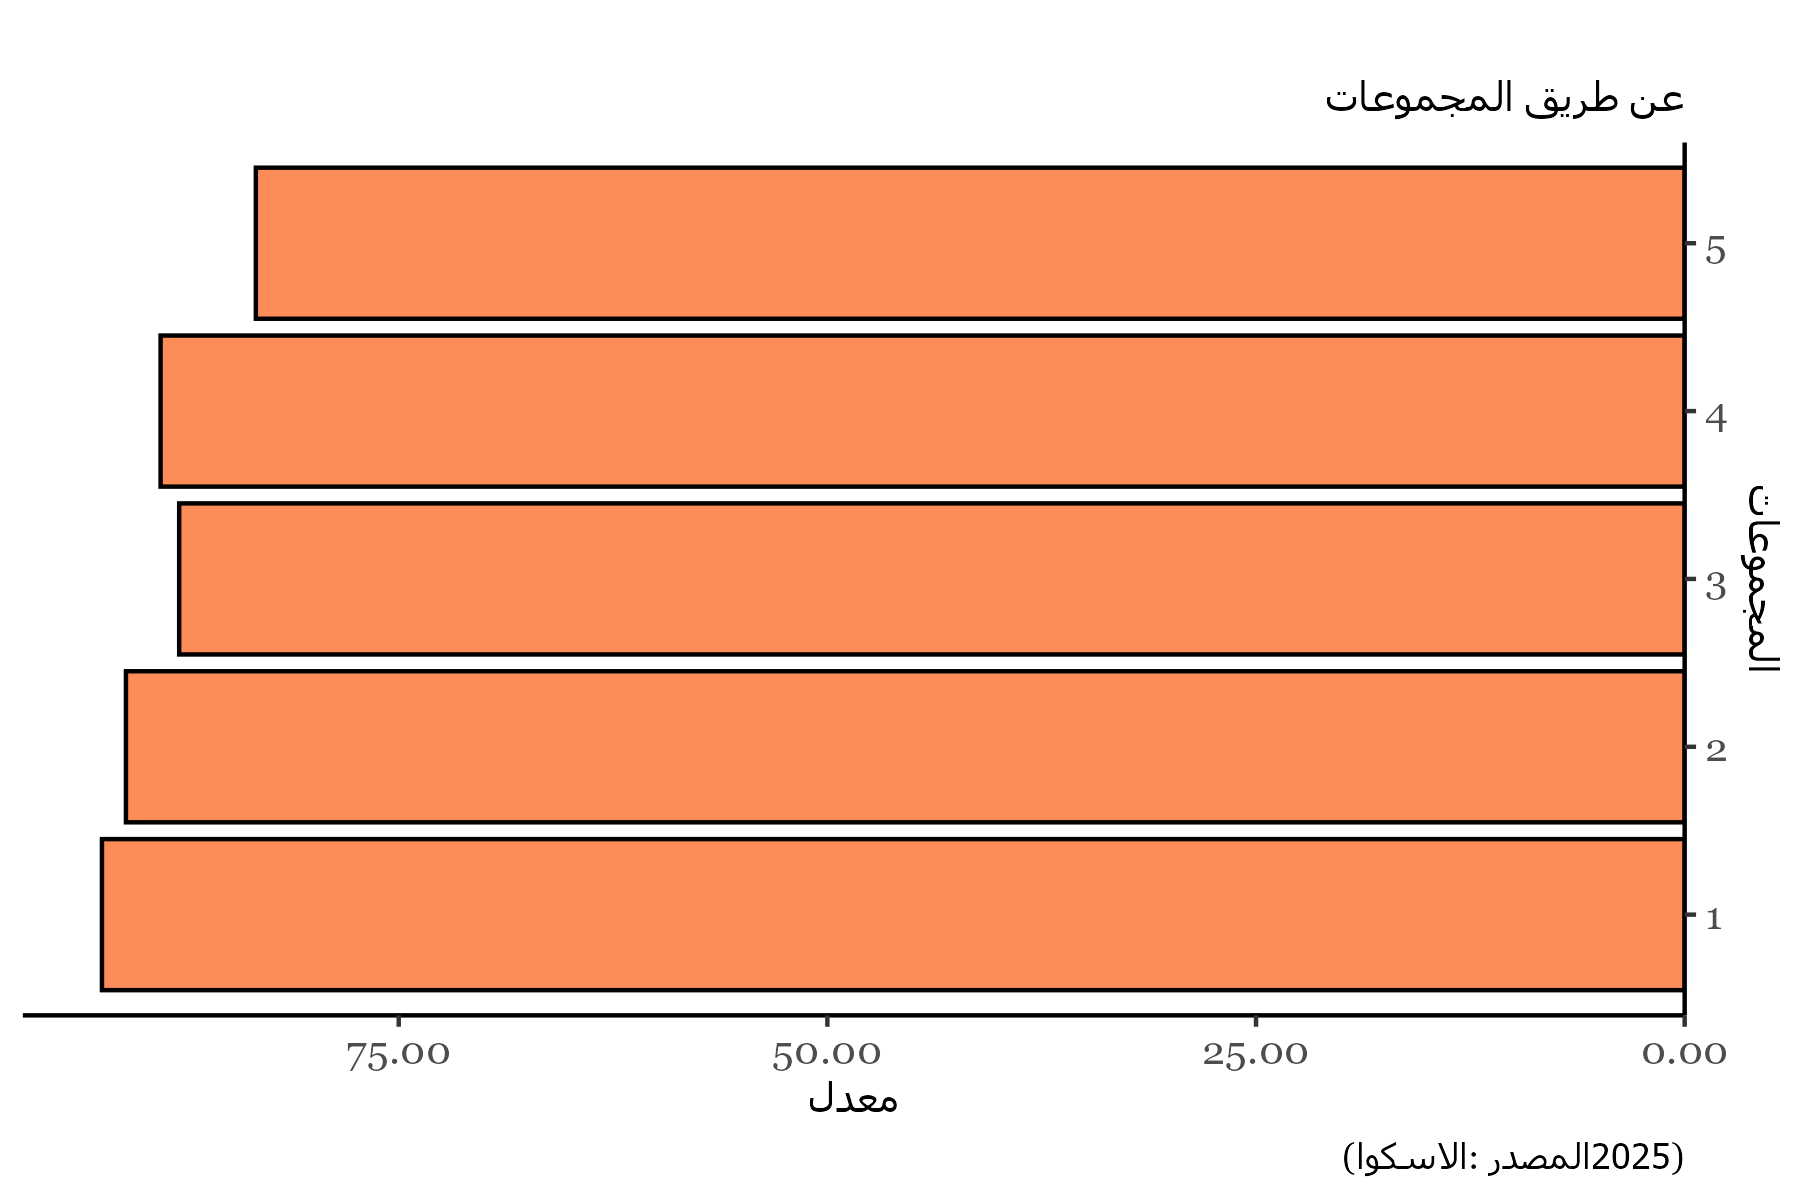 عن طريق المجموعات
5
4
3
2
1
المجموعات
0.00
25.00
50.00
75.00
معدل
(2025المصدر :الاسكوا)